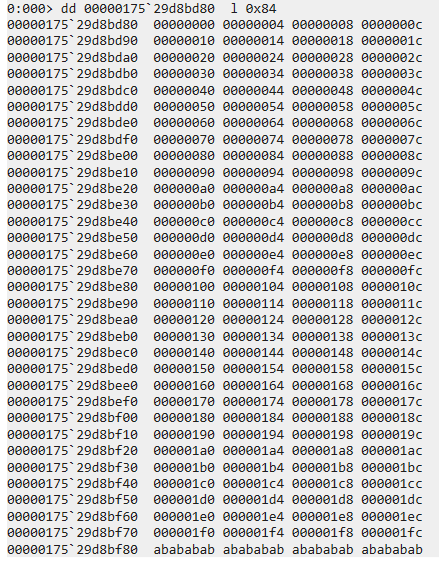 0:000> dd 00000175`29d8bd80  l 0x84
00000175`29d8bd80  00000000 00000004 00000008 0000000c
00000175`29d8bd90  00000010 00000014 00000018 0000001c
00000175`29d8bda0  00000020 00000024 00000028 0000002c
00000175`29d8bdb0  00000030 00000034 00000038 0000003c
00000175`29d8bdc0  00000040 00000044 00000048 0000004c
00000175`29d8bdd0  00000050 00000054 00000058 0000005c
00000175`29d8bde0  00000060 00000064 00000068 0000006c
00000175`29d8bdf0  00000070 00000074 00000078 0000007c
00000175`29d8be00  00000080 00000084 00000088 0000008c
00000175`29d8be10  00000090 00000094 00000098 0000009c
00000175`29d8be20  000000a0 000000a4 000000a8 000000ac
00000175`29d8be30  000000b0 000000b4 000000b8 000000bc
00000175`29d8be40  000000c0 000000c4 000000c8 000000cc
00000175`29d8be50  000000d0 000000d4 000000d8 000000dc
00000175`29d8be60  000000e0 000000e4 000000e8 000000ec
00000175`29d8be70  000000f0 000000f4 000000f8 000000fc
00000175`29d8be80  00000100 00000104 00000108 0000010c
00000175`29d8be90  00000110 00000114 00000118 0000011c
00000175`29d8bea0  00000120 00000124 00000128 0000012c
00000175`29d8beb0  00000130 00000134 00000138 0000013c
00000175`29d8bec0  00000140 00000144 00000148 0000014c
00000175`29d8bed0  00000150 00000154 00000158 0000015c
00000175`29d8bee0  00000160 00000164 00000168 0000016c
00000175`29d8bef0  00000170 00000174 00000178 0000017c
00000175`29d8bf00  00000180 00000184 00000188 0000018c
00000175`29d8bf10  00000190 00000194 00000198 0000019c
00000175`29d8bf20  000001a0 000001a4 000001a8 000001ac
00000175`29d8bf30  000001b0 000001b4 000001b8 000001bc
00000175`29d8bf40  000001c0 000001c4 000001c8 000001cc
00000175`29d8bf50  000001d0 000001d4 000001d8 000001dc
00000175`29d8bf60  000001e0 000001e4 000001e8 000001ec
00000175`29d8bf70  000001f0 000001f4 000001f8 000001fc
00000175`29d8bf80  abababab abababab abababab abababab